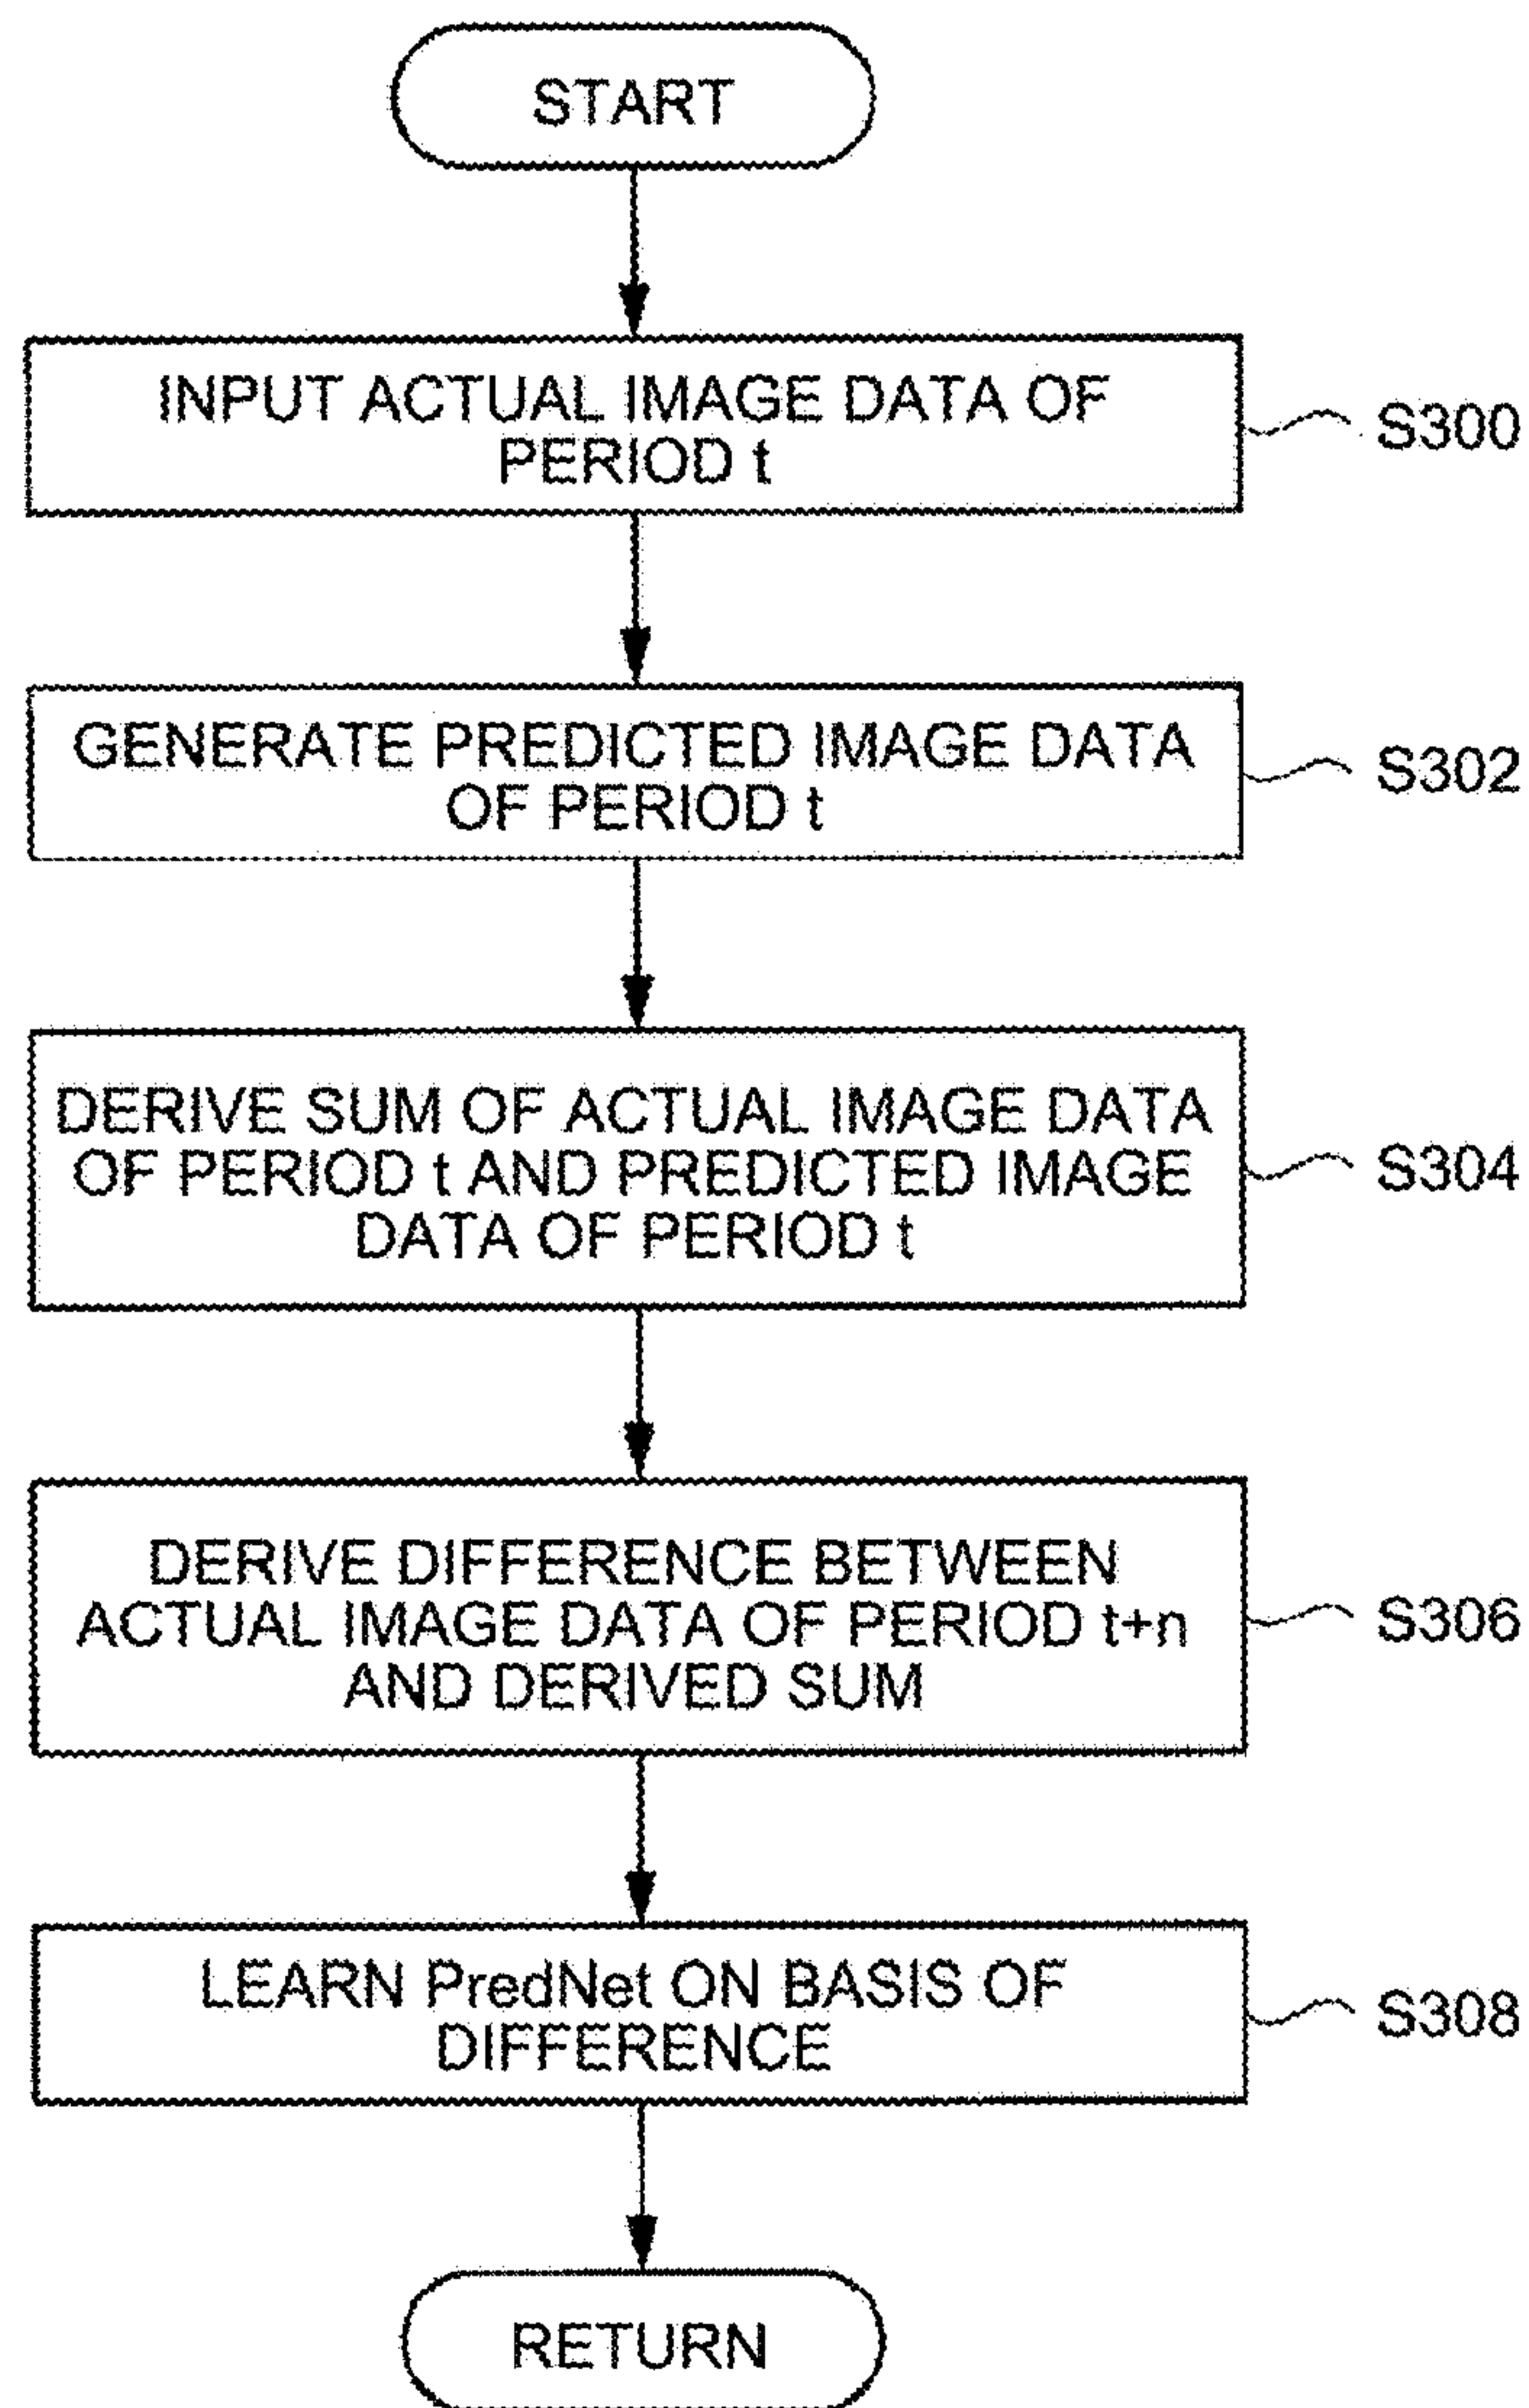 START
INPUT ACTUAL IMAGE DATA OF
PERIOD t
S300
GENERATE PREDICTED IMAGE DATA
OF PERIOD t
S302
DERIVE SUM OF ACTUAL IMAGE DATA
OF PERIOD t AND PREDICTED IMAGE
DATA OF PERIOD t
S304
DERIVE DIFFERENCE BETWEEN
ACTUAL IMAGE DATA OF PERIOD t+n
AND DERIVED SUM
S306
LEARN PredNet ON BASIS OF
DIFFERENCE
S308
RETURN